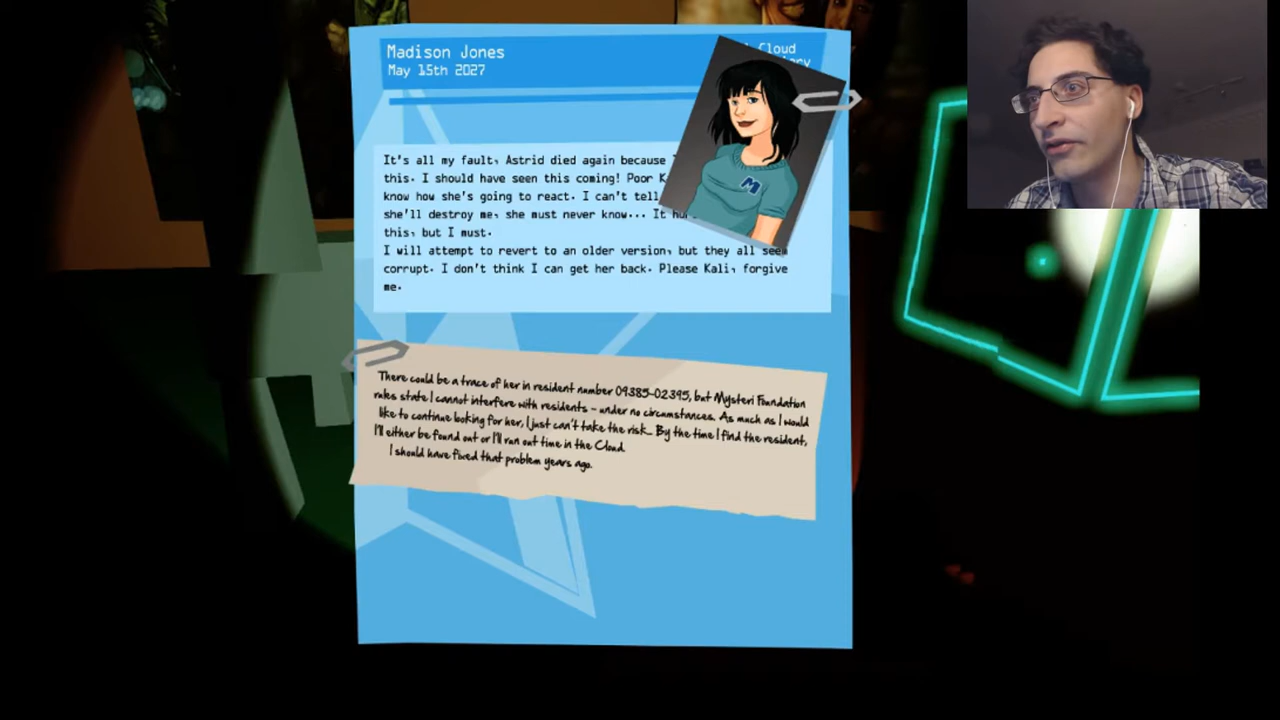 Madison Jones
Cloud
May 15th 2027
It's all my fault, Astrid died again because
this. I should have seen this coming! Poor
know how she's going to react. I can't tell
she'll destroy me, she must never know... It
this, but I must.
I will attempt to revert to an older version, but they all seem
corrupt. I don't think I can get her back. Please Kali, forgive
me.
There could be a trace of her in resident number 09385-02395, but Mysteri Foundation
rules state I cannot interfere with residents - under no circumstances. As much as I would
like to continue looking for her, I just can't take the risk... By the time I find the resident,
I'll either be found out or I'll run out time in the Cloud.
I should have fixed that problem years ago.
M